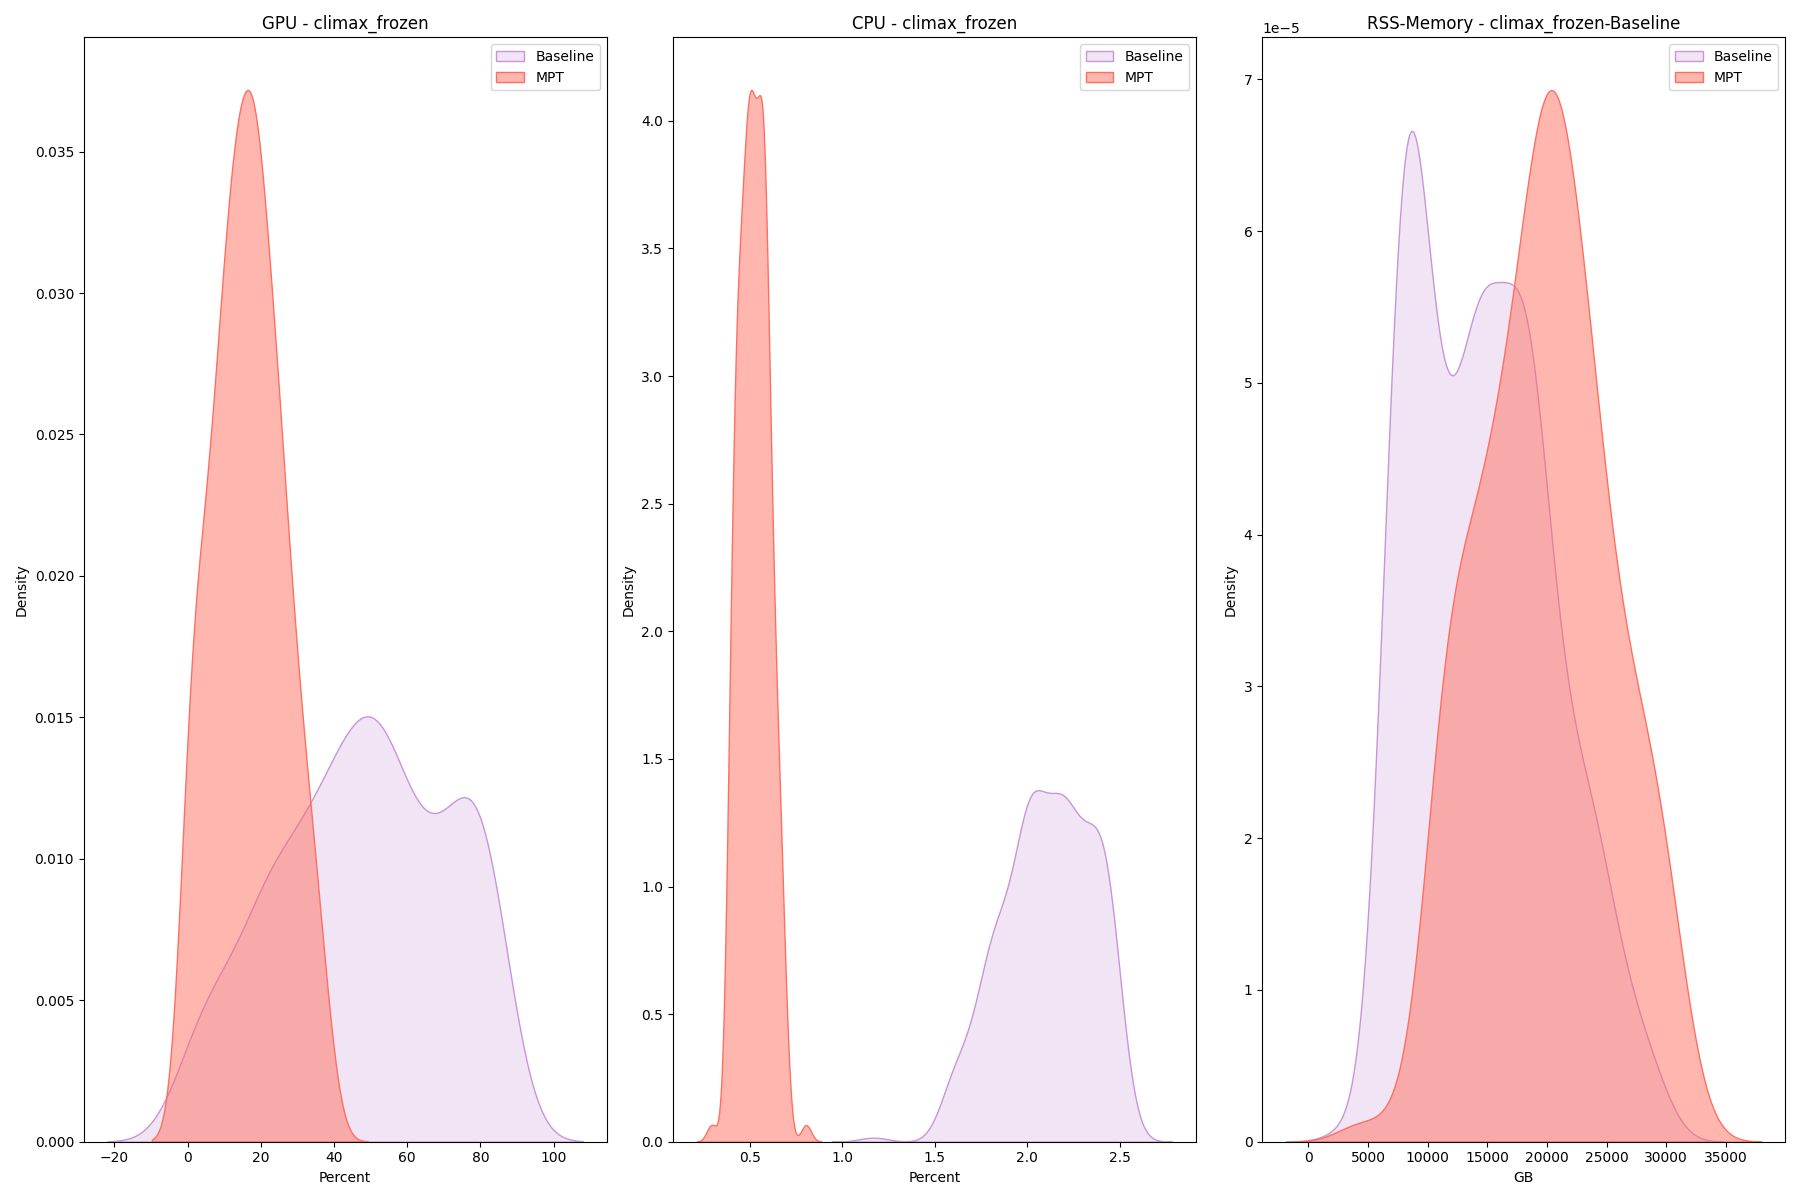 GPU - climax_frozen
Baseline
MPT
0.035
0.030
0.025
0.020
0.015
0.010
0.005
0.000
Density
−20 0 20 40 60 80 100
Percent
CPU - climax_frozen
Baseline
MPT
4.0
3.5
3.0
2.5
2.0
1.5
1.0
0.5
0.0
Density
0.5 1.0 1.5 2.0 2.5
Percent
RSS-Memory - climax_frozen-Baseline
1e−5
Baseline
MPT
7
6
5
4
3
2
1
0
Density
0 5000 10000 15000 20000 25000 30000 35000
GB